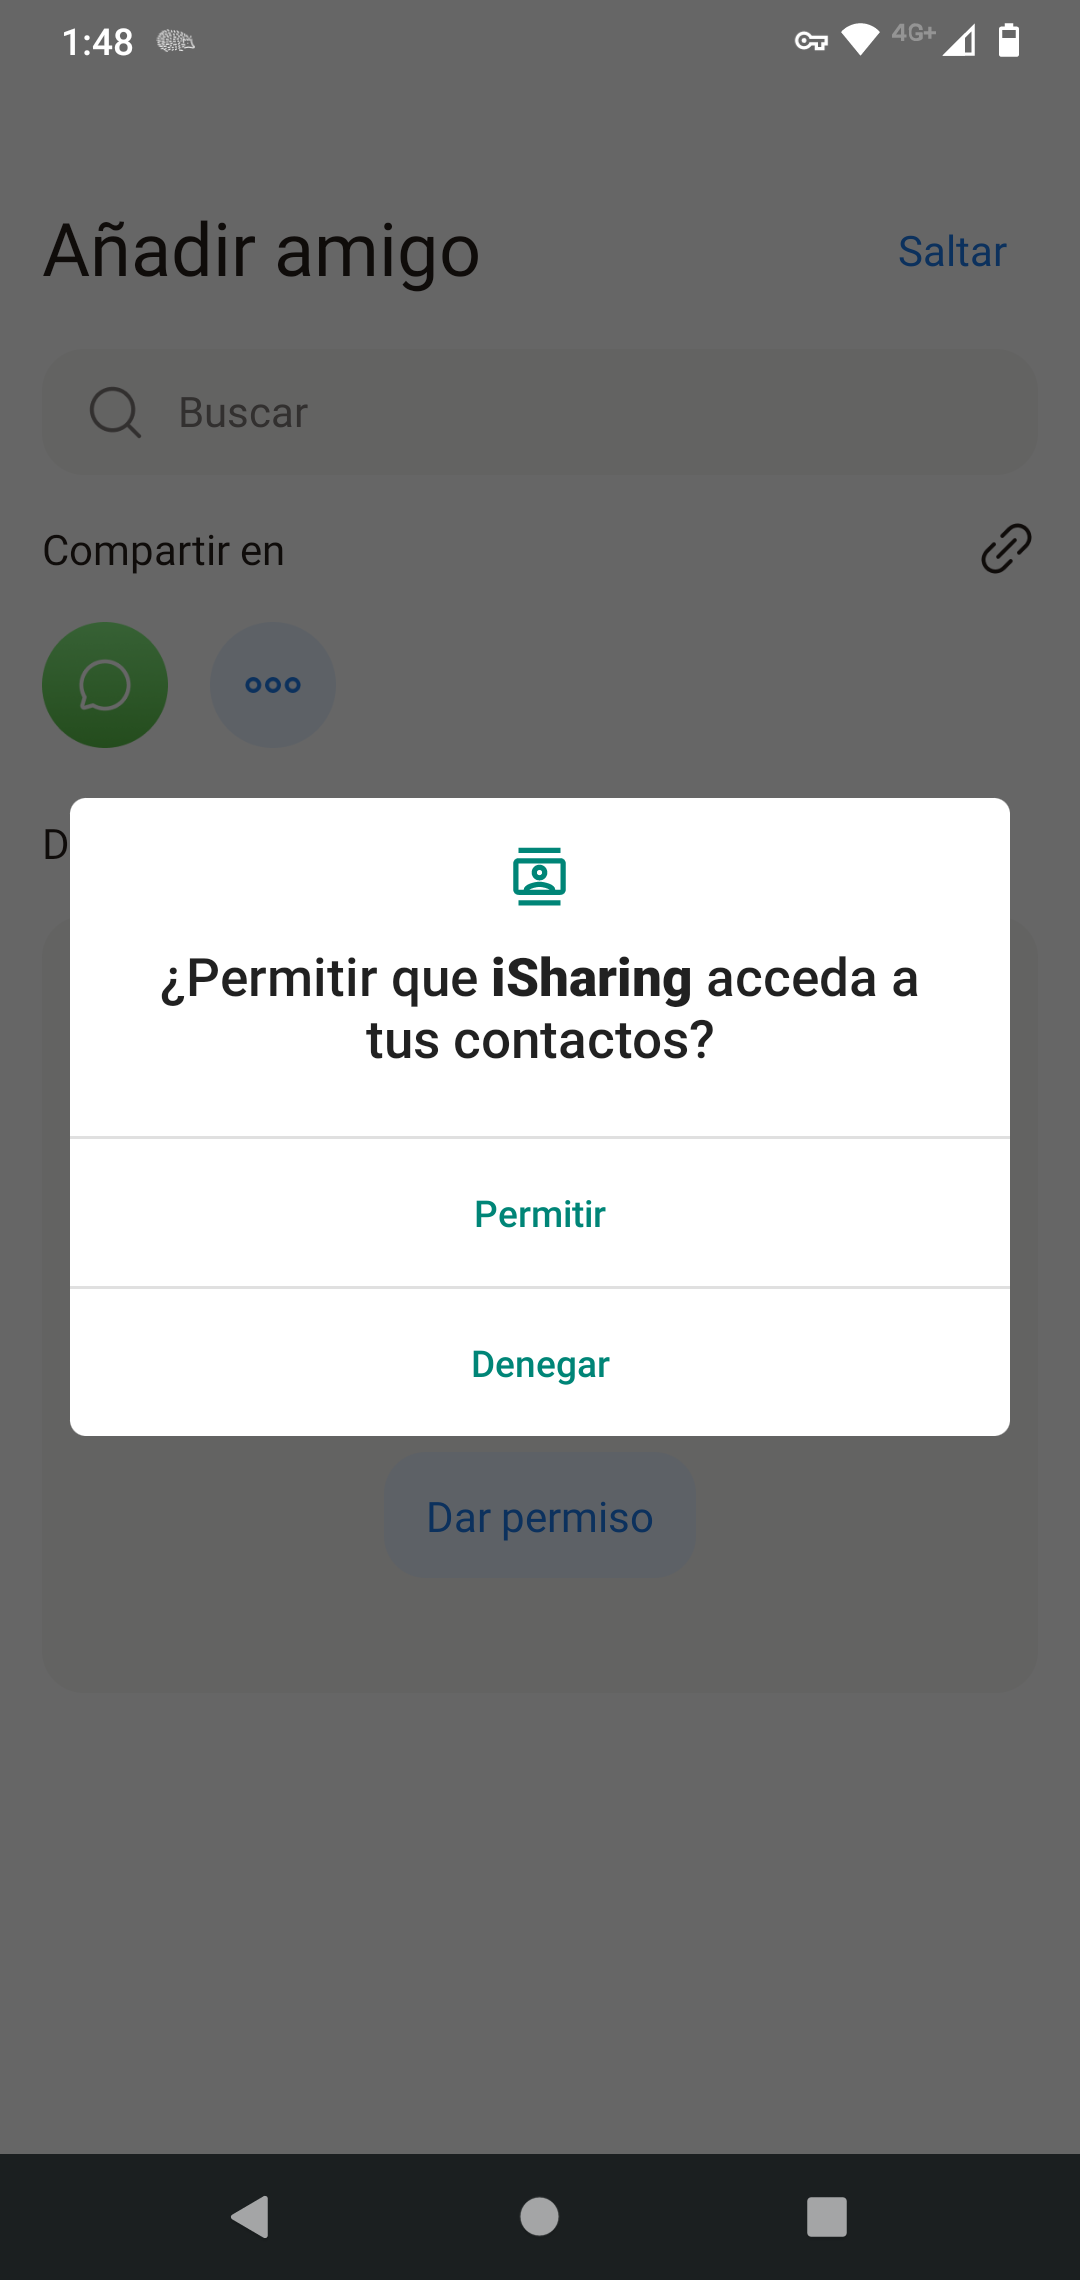 1:48
4G+
Añadir amigo
Saltar
Buscar
Compartir en
D
¿Permitir que iSharing acceda a
tus contactos?
Permitir
Denegar
Dar permiso